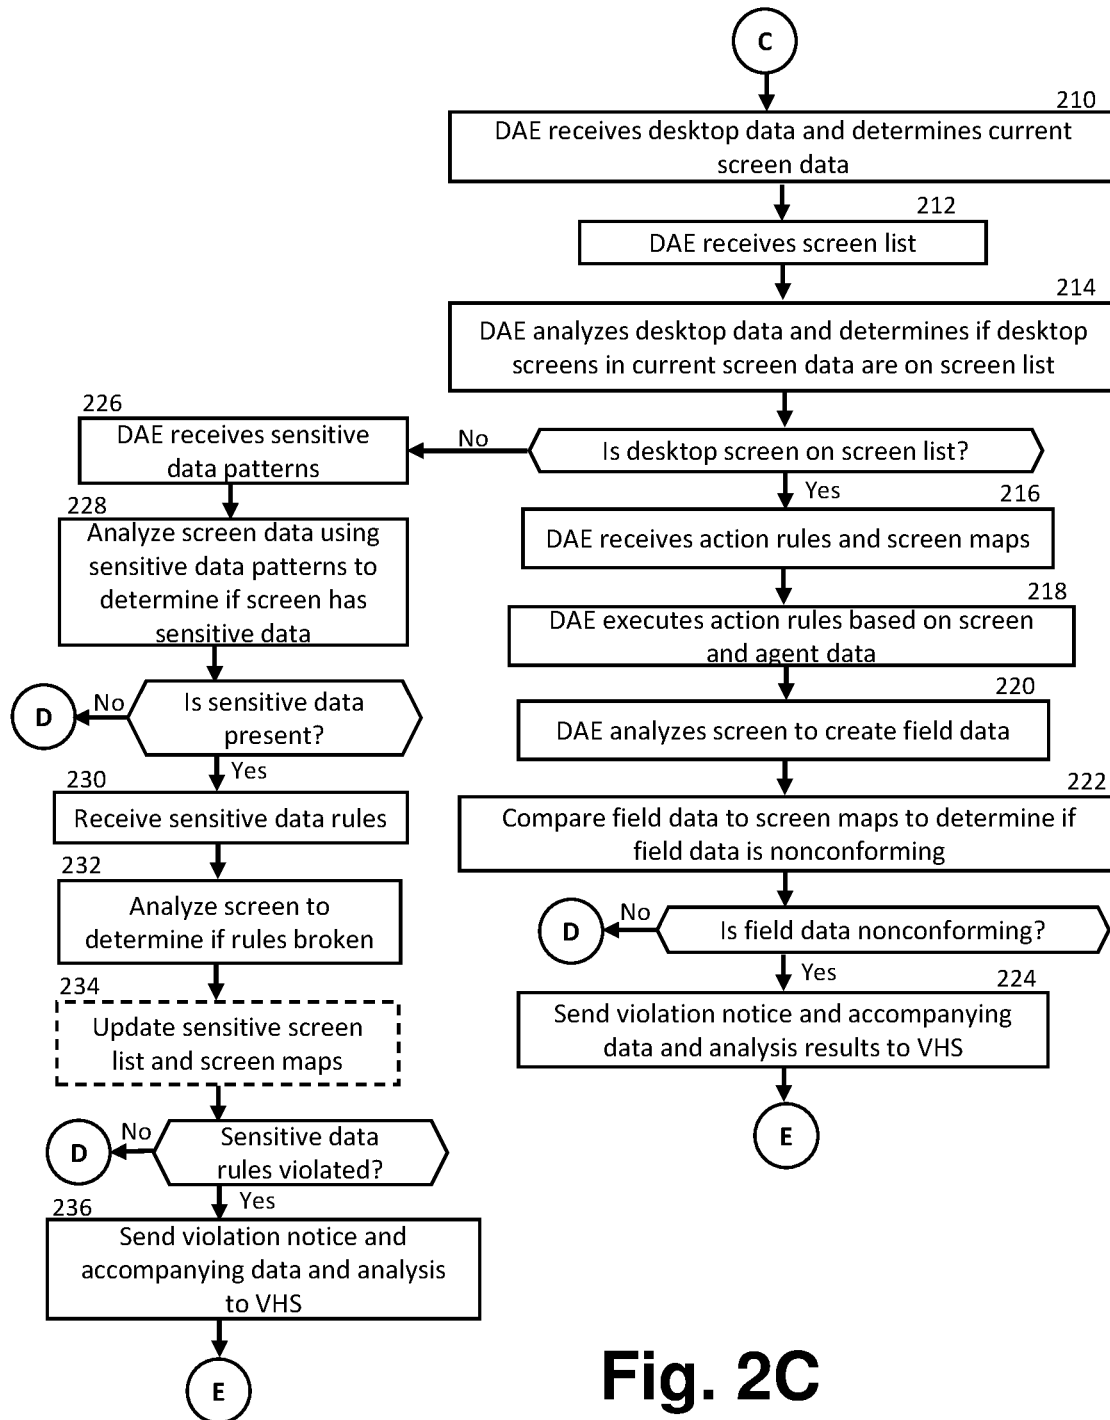 C
210
DAE receives desktop data and determines current
screen data
212
DAE receives screen list
214
DAE analyzes desktop data and determines if desktop
screens in current screen data are on screen list
Is desktop screen on screen list?
No
Yes
216
DAE receives action rules and screen maps
218
DAE executes action rules based on screen
and agent data
220
DAE analyzes screen to create field data
222
Compare field data to screen maps to determine if
field data is nonconforming
Is field data nonconforming?
No
D
Yes
224
Send violation notice and accompanying
data and analysis results to VHS
E
226
DAE receives sensitive
data patterns
228
Analyze screen data using
sensitive data patterns to
determine if screen has
sensitive data
Is sensitive data
present?
No
D
Yes
230
Receive sensitive data rules
232
Analyze screen to
determine if rules broken
234
Update sensitive screen
list and screen maps
Sensitive data
rules violated?
No
D
Yes
236
Send violation notice and
accompanying data and analysis
to VHS
E
Fig. 2C